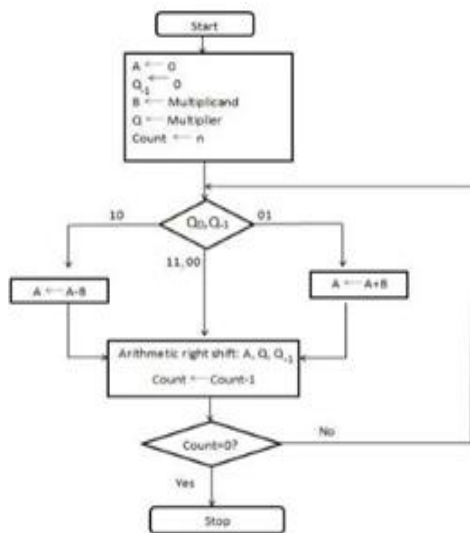 Start
A ← 0
Q₋₁ ← 0
B ← Multiplicand
Q ← Multiplier
Count ← n
10
Q₀,Q₋₁
01
11,00
A ← A-B
A ← A+B
Arithmetic right shift: A, Q, Q₋₁
Count ← Count-1
Count=0?
No
Yes
Stop